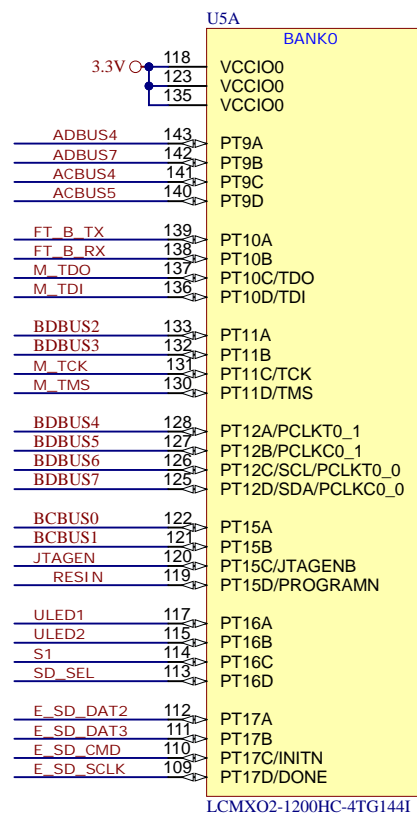 U5A
BANK0
3.3V 118 VCCIO0
123 VCCIO0
135 VCCIO0
ADBUS4 143 PT9A
ADBUS7 142 PT9B
ACBUS4 141 PT9C
ACBUS5 140 PT9D
FT_B_TX 139 PT10A
FT_B_RX 138 PT10B
M_TDO 137 PT10C/TDO
M_TDI 136 PT10D/TDI
BDBUS2 133 PT11A
BDBUS3 132 PT11B
M_TCK 131 PT11C/TCK
M_TMS 130 PT11D/TMS
BDBUS4 128 PT12A/PCLKT0_1
BDBUS5 127 PT12B/PCLKC0_1
BDBUS6 126 PT12C/SCL/PCLKT0_0
BDBUS7 125 PT12D/SDA/PCLKC0_0
BCBUS0 122 PT15A
BCBUS1 121 PT15B
JTAGEN 120 PT15C/JTAGENB
RESIN 119 PT15D/PROGRAMN
ULED1 117 PT16A
ULED2 115 PT16B
S1 114 PT16C
SD_SEL 113 PT16D
E_SD_DAT2 112 PT17A
E_SD_DAT3 111 PT17B
E_SD_CMD 110 PT17C/INITN
E_SD_SCLK 109 PT17D/DONE
LCMXO2-1200HC-4TG144I